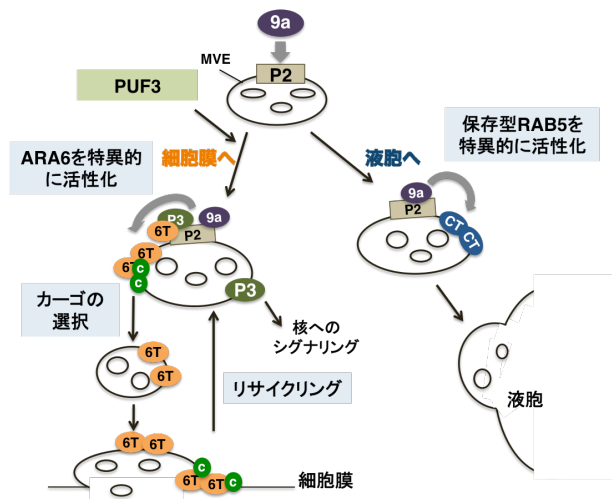 9a
MVE
P2
PUF3
保存型RAB5を
特異的に活性化
ARA6を特異的
に活性化
細胞膜へ
液胞へ
9a
P2
CT
CT
P3
9a
6T
P2
6T
6T
c
c
P3
カーゴの
選択
核への
シグナリング
6T
6T
リサイクリング
液胞
6T
6T
c
6T
6T
c
細胞膜